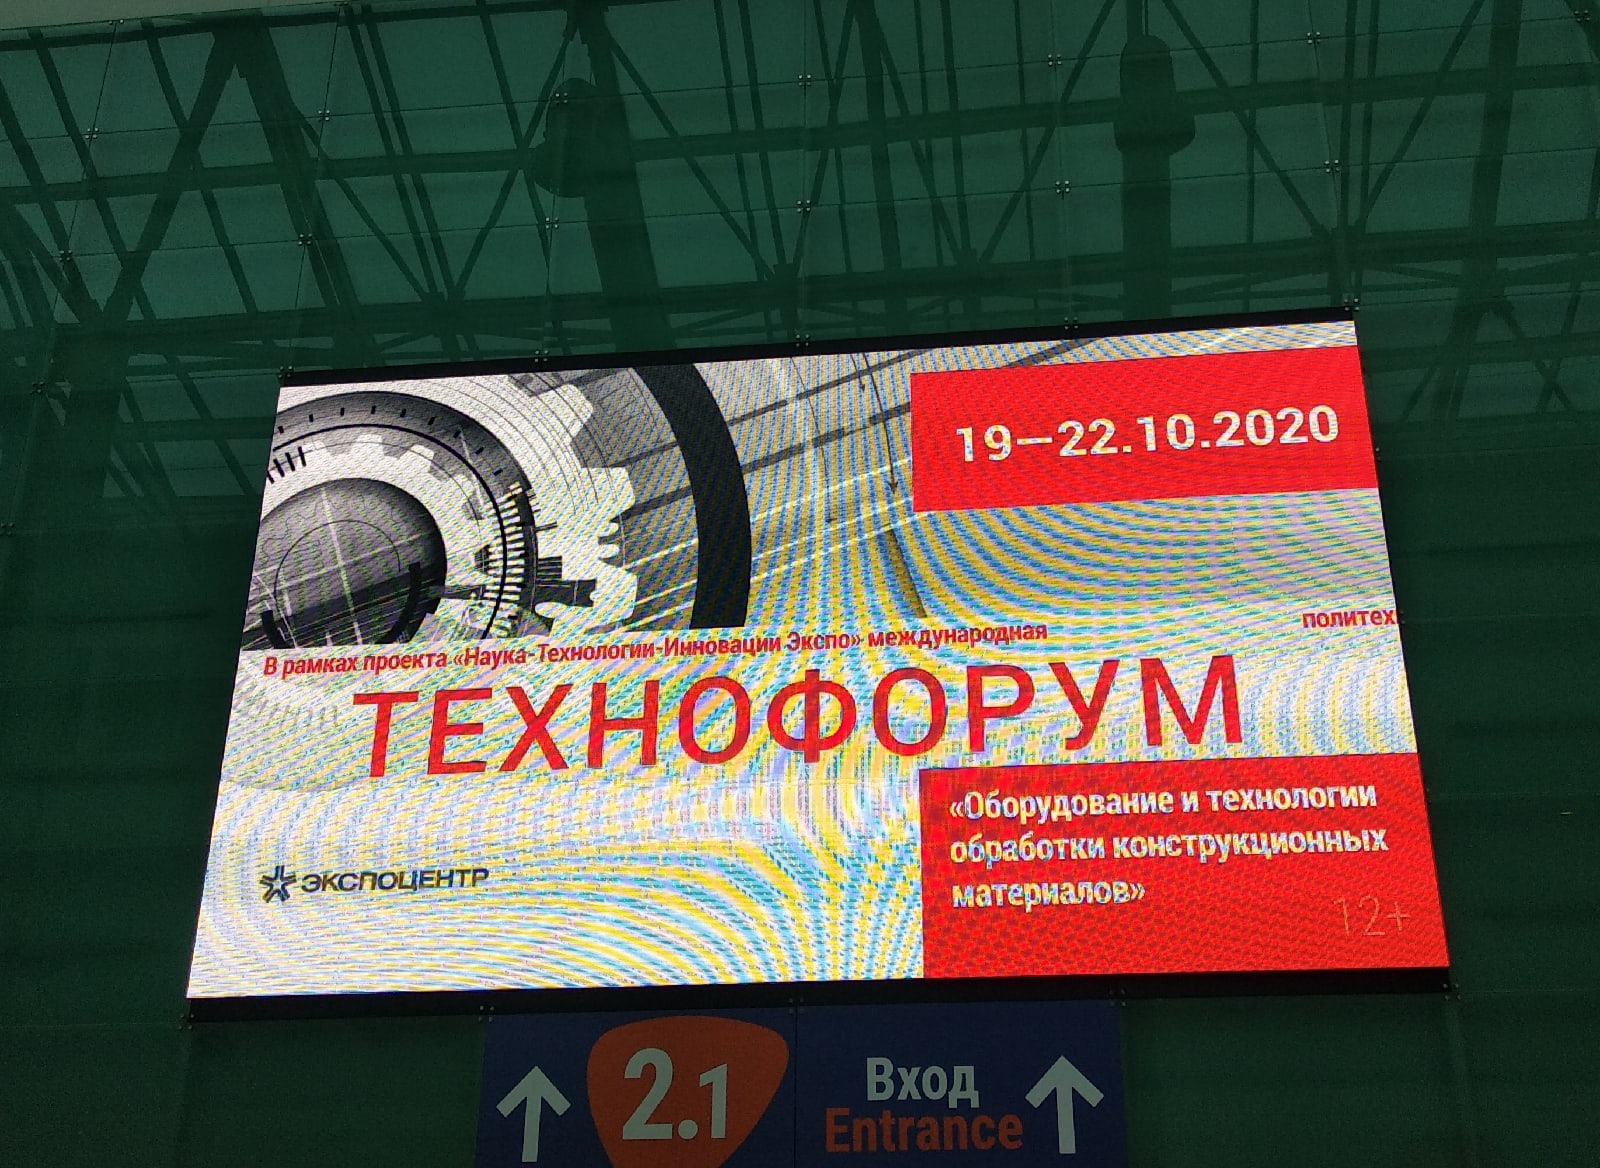 19—22.10.2020
В рамках проекта «Наука-Технологии-Инновации Экспо» международная политех
ТЕХНОФОРУМ
«Оборудование и технологии
обработки конструкционных
материалов»
ЭКСПОЦЕНТР
12+
2.1
Вход
Entrance